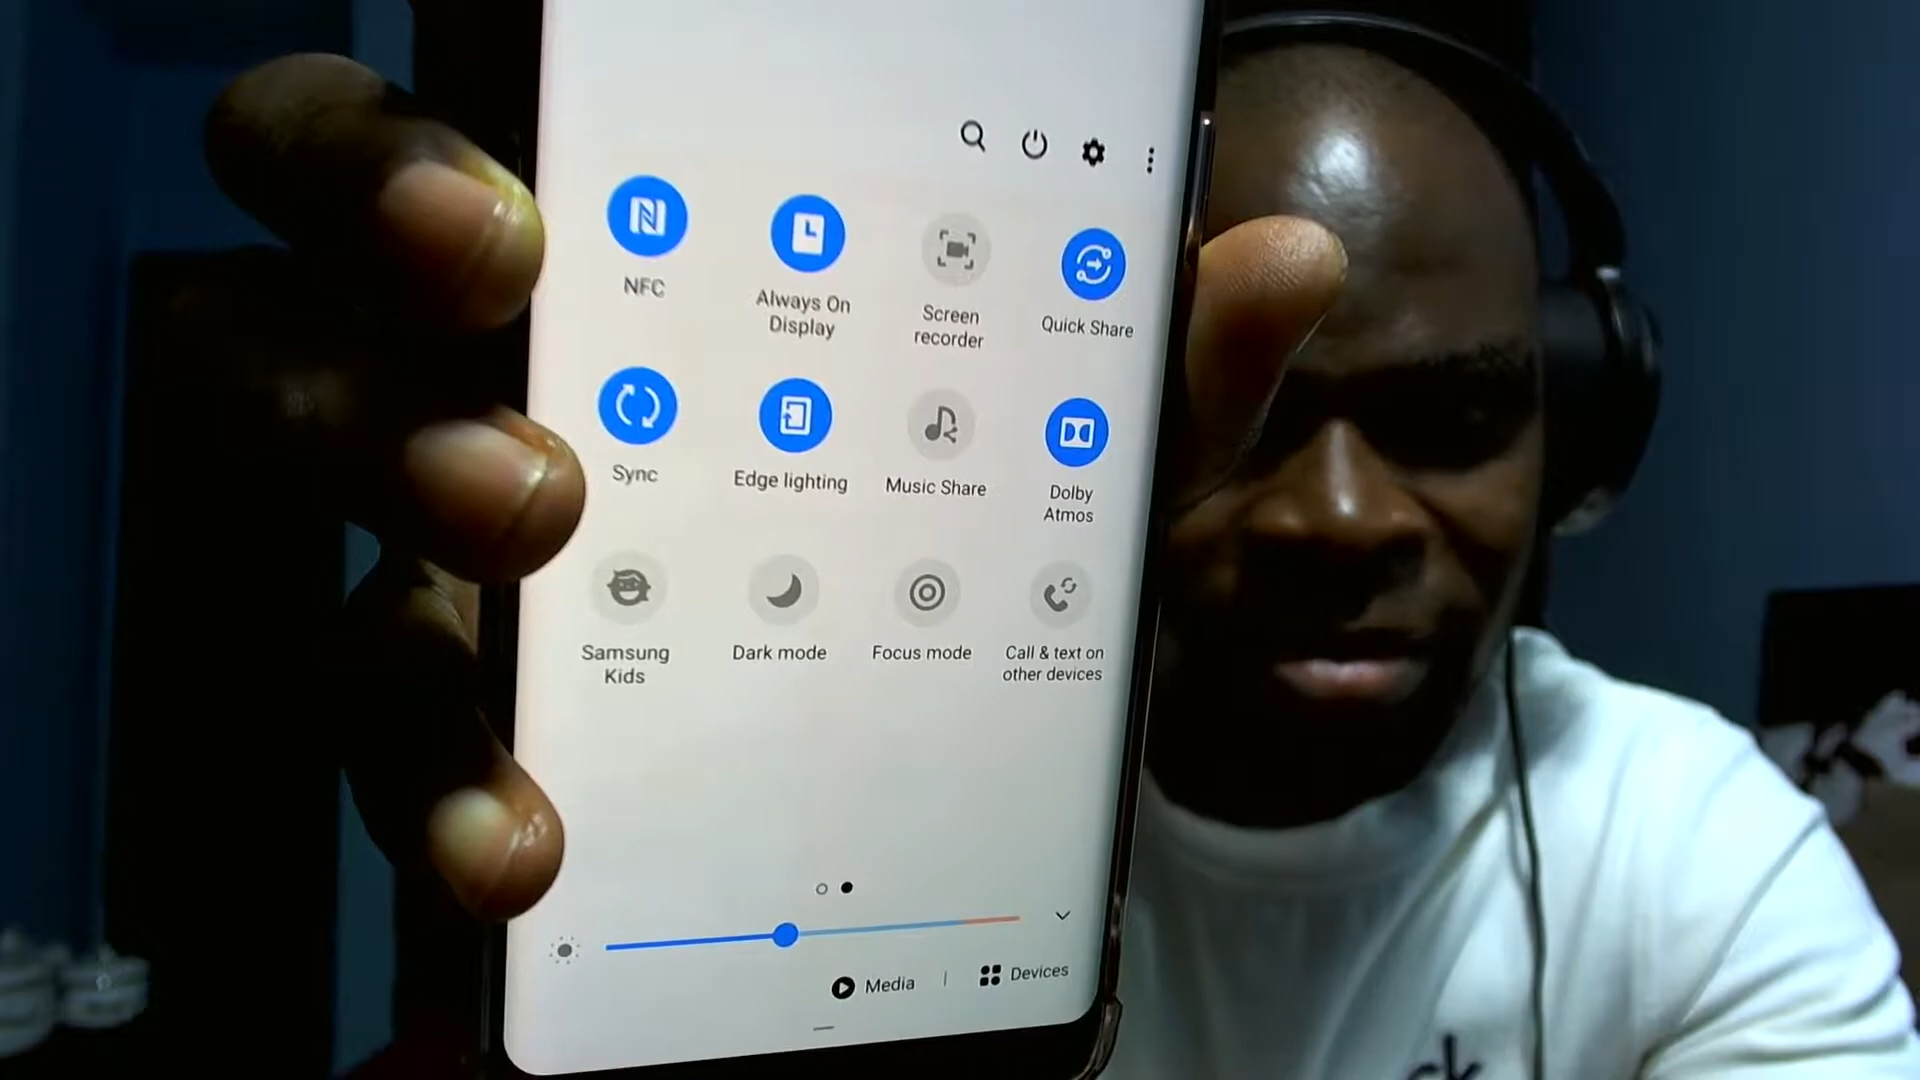 NFC
Always On
Display
Screen
recorder
Quick Share
Sync
Edge lighting
Music Share
Dolby
Atmos
Samsung
Kids
Dark mode
Focus mode
Call & text on
other devices
Media
Devices
ck